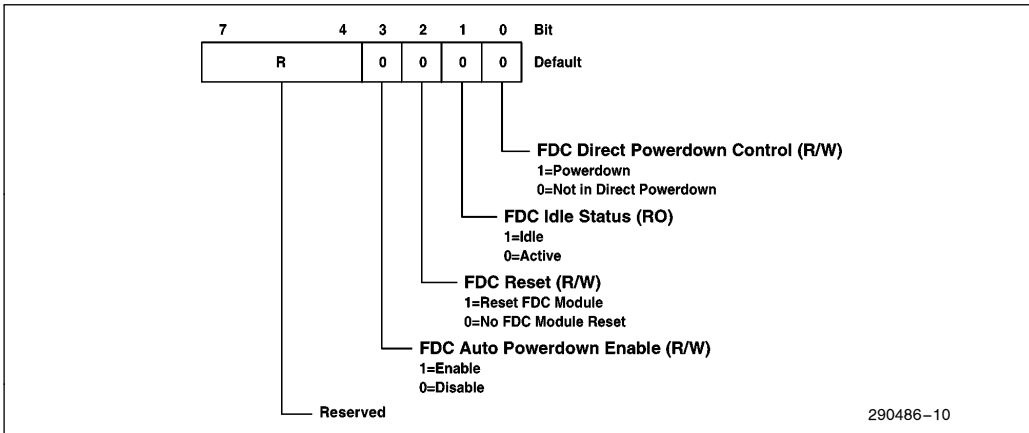 7 4 3 2 1 0 Bit
R 0 0 0 0 Default
FDC Direct Powerdown Control (R/W)
1=Powerdown
0=Not in Direct Powerdown
FDC Idle Status (RO)
1=Idle
0=Active
FDC Reset (R/W)
1=Reset FDC Module
0=No FDC Module Reset
FDC Auto Powerdown Enable (R/W)
1=Enable
0=Disable
Reserved
290486–10